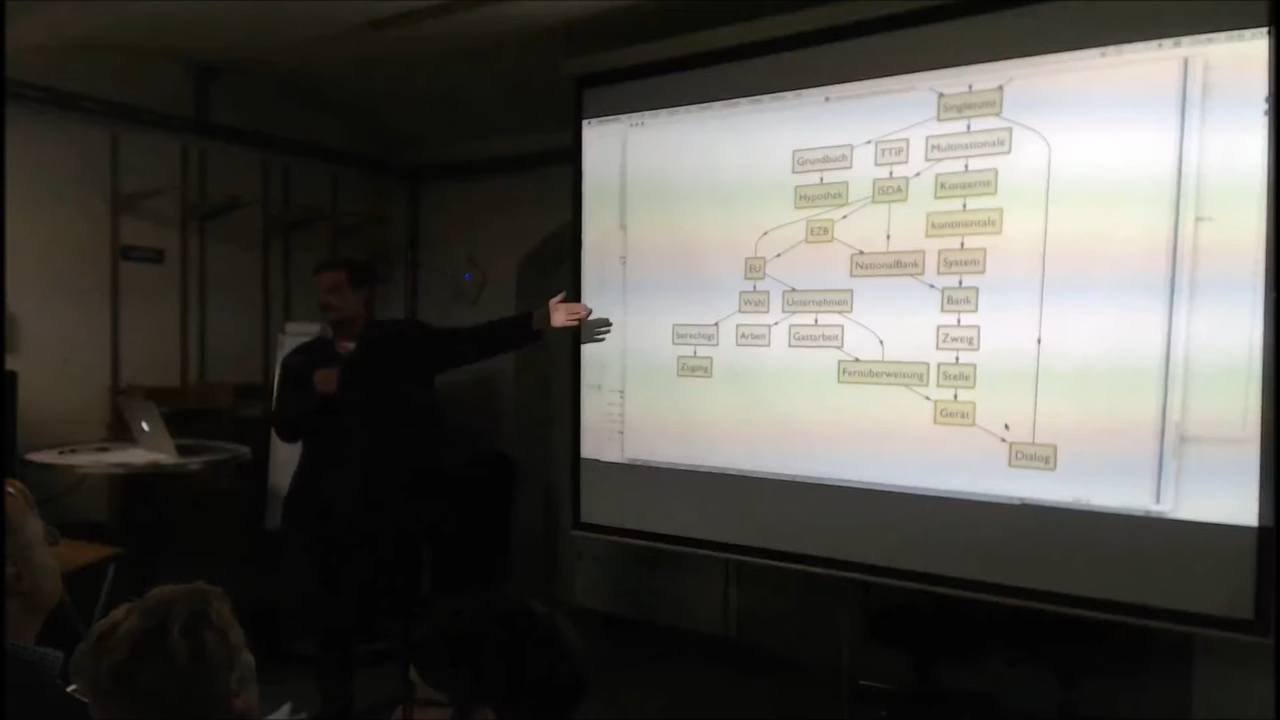 Grundbuch
TTIP
Multinationale
Hypothek
ISDA
Konzerne
EZB
kontinentale
EU
NationalBank
System
Wahl
Unternehmen
Bank
berechtigt
Arbeit
Gastarbeit
Zweig
Zugang
Fernüberweisung
Stelle
Gerät
Dialog